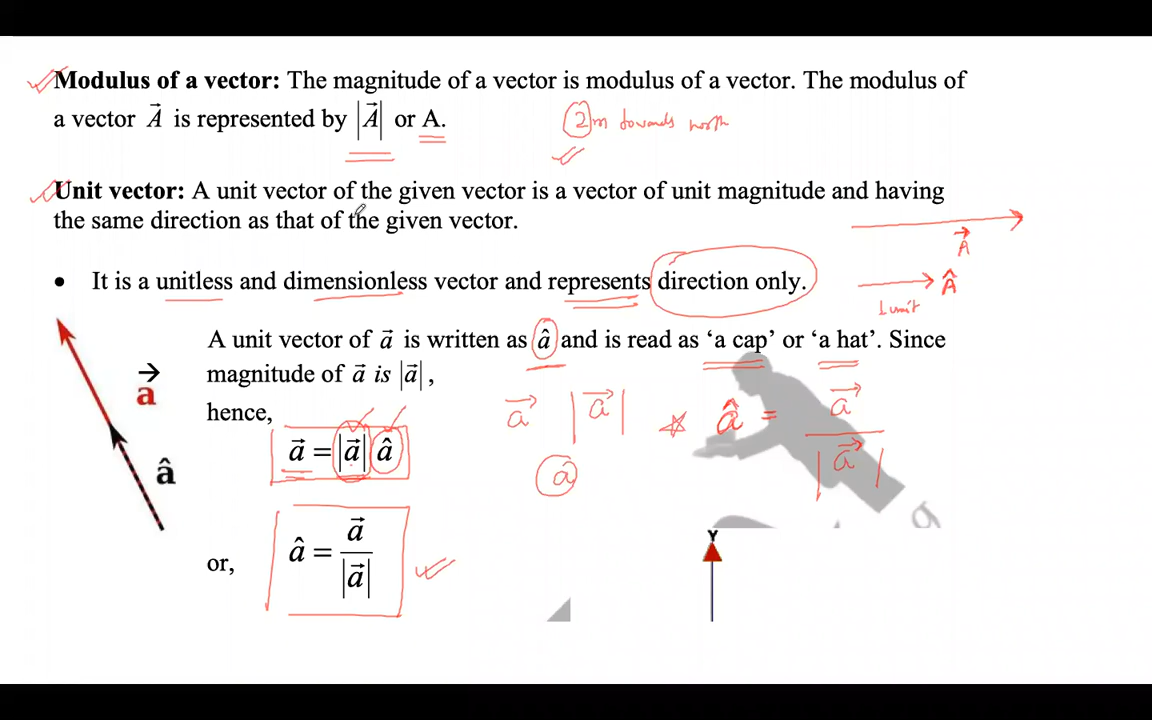 Modulus of a vector: The magnitude of a vector is modulus of a vector. The modulus of
a vector A⃗ is represented by |A⃗| or A.
2m towards north
Unit vector: A unit vector of the given vector is a vector of unit magnitude and having
the same direction as that of the given vector.
A⃗
• It is a unitless and dimensionless vector and represents direction only.
Â
1 unit
A unit vector of a⃗ is written as â and is read as ‘a cap’ or ‘a hat’. Since
magnitude of a⃗ is |a⃗|,
hence,
a⃗
â
a⃗ |a⃗| â = a⃗ / |a⃗|
a⃗ = |a⃗| â
a
or, â = a⃗ / |a⃗|
Y